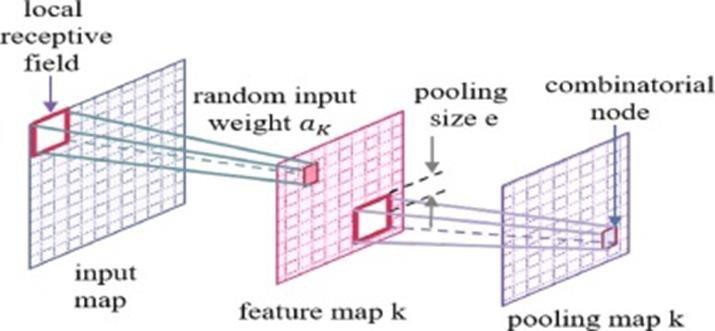 local
receptive
field
random input
weight aK
pooling
size e
combinatorial
node
input
map
feature map k
pooling map k